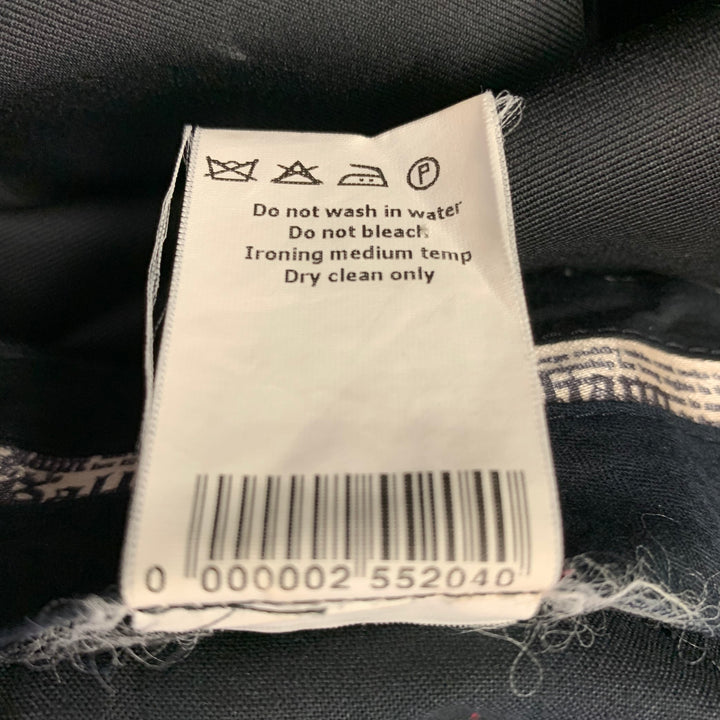 P
Do not wash in water
Do not bleach
Ironing medium temp
Dry clean only
0 000002 552040